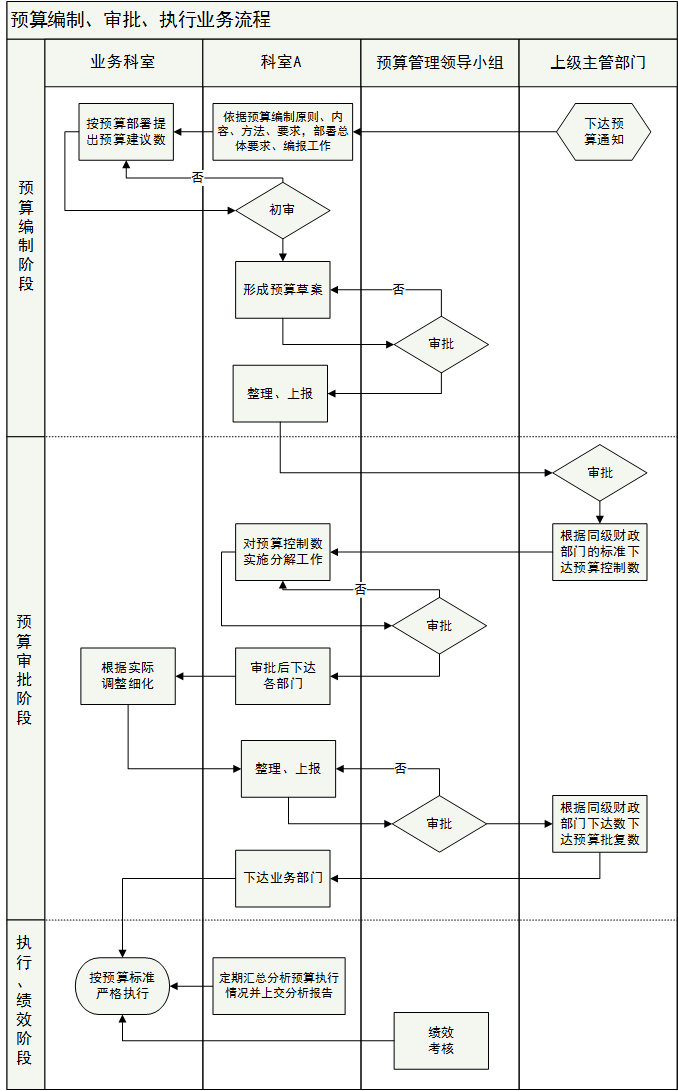 预算编制、审批、执行业务流程
业务科室
科室A
预算管理领导小组
上级主管部门
预算编制阶段
按预算部署提
出预算建议数
依据预算编制原则、内
容、方法、要求，部署总
体要求、编报工作
下达预
算通知
否
初审
形成预算草案
否
审批
整理、上报
预算审批阶段
审批
对预算控制数
实施分解工作
根据同级财政
部门的标准下
达预算控制数
否
审批
根据实际
调整细化
审批后下达
各部门
整理、上报
否
审批
根据同级财政
部门下达数下
达预算批复数
下达业务部门
执行、绩效阶段
按预算标准
严格执行
定期汇总分析预算执行
情况并上交分析报告
绩效
考核